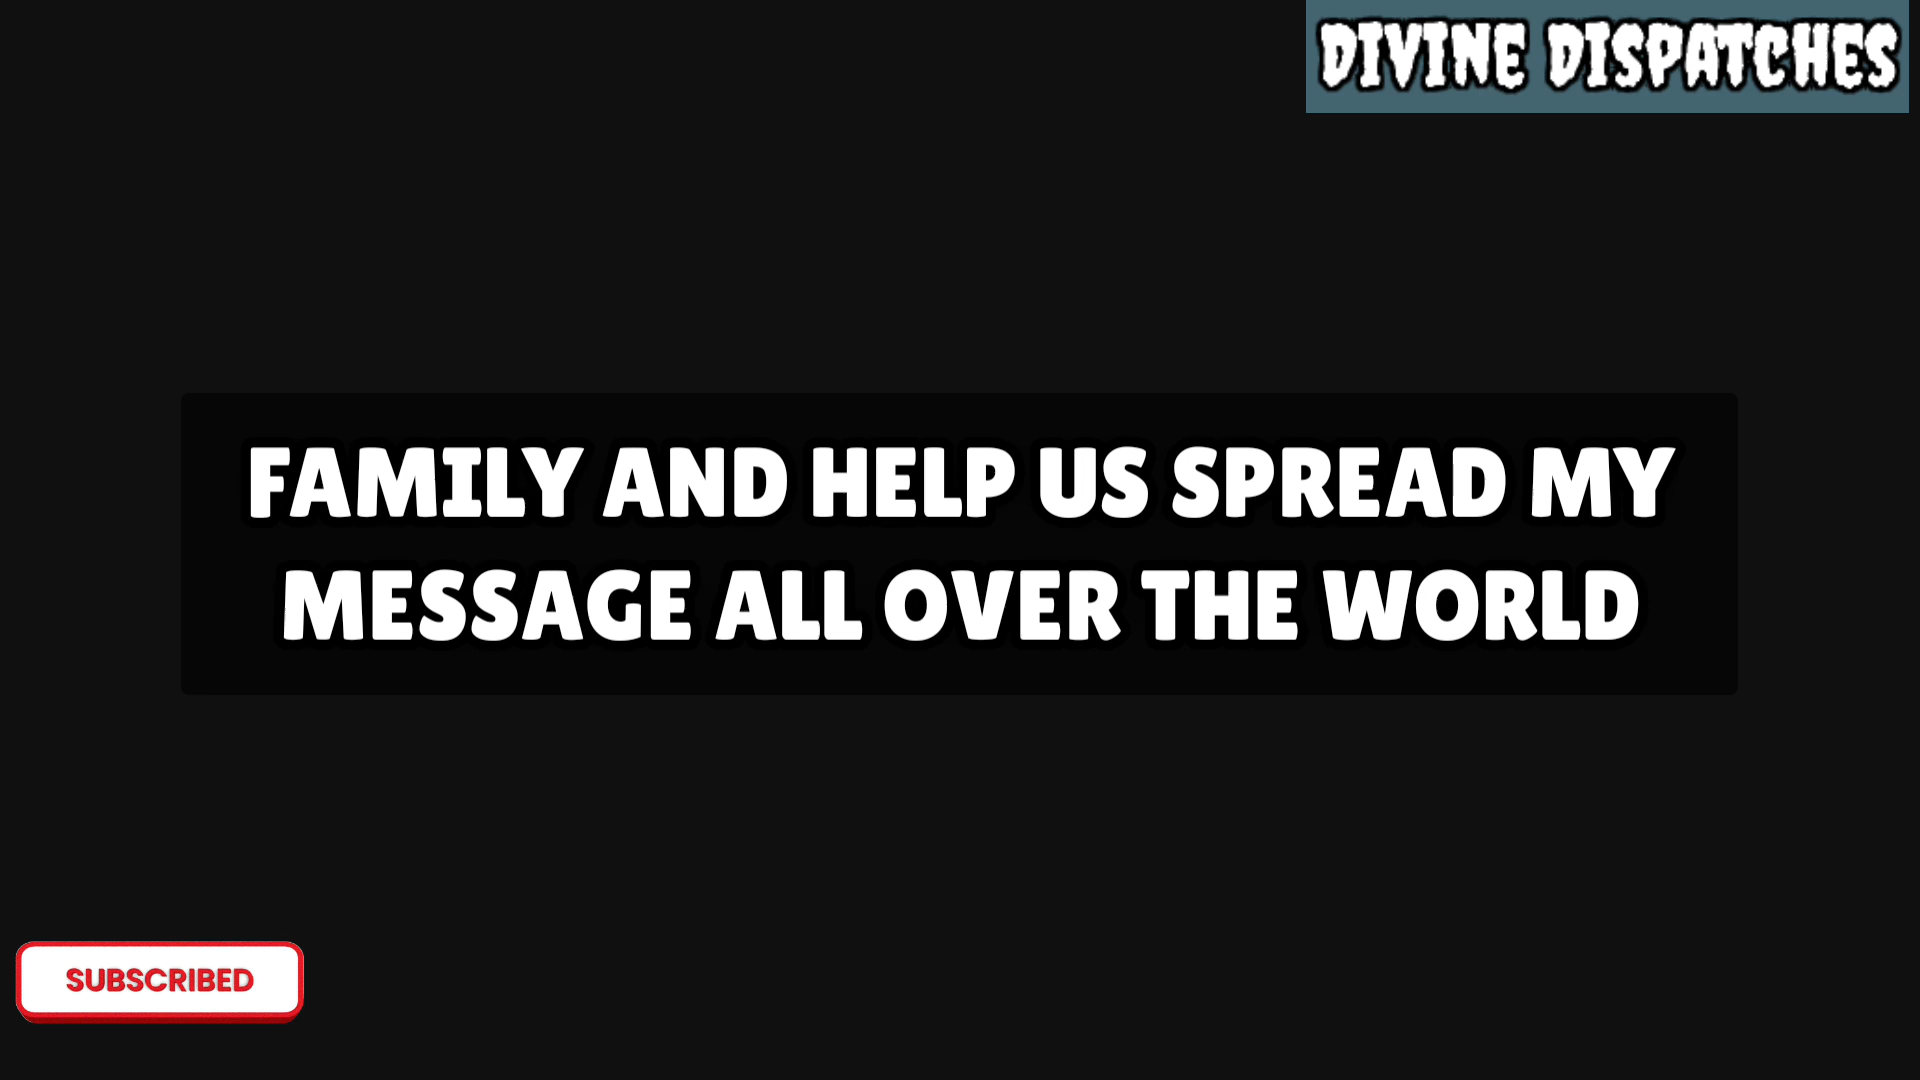 DIVINE DISPATCHES
FAMILY AND HELP US SPREAD MY
MESSAGE ALL OVER THE WORLD
SUBSCRIBED